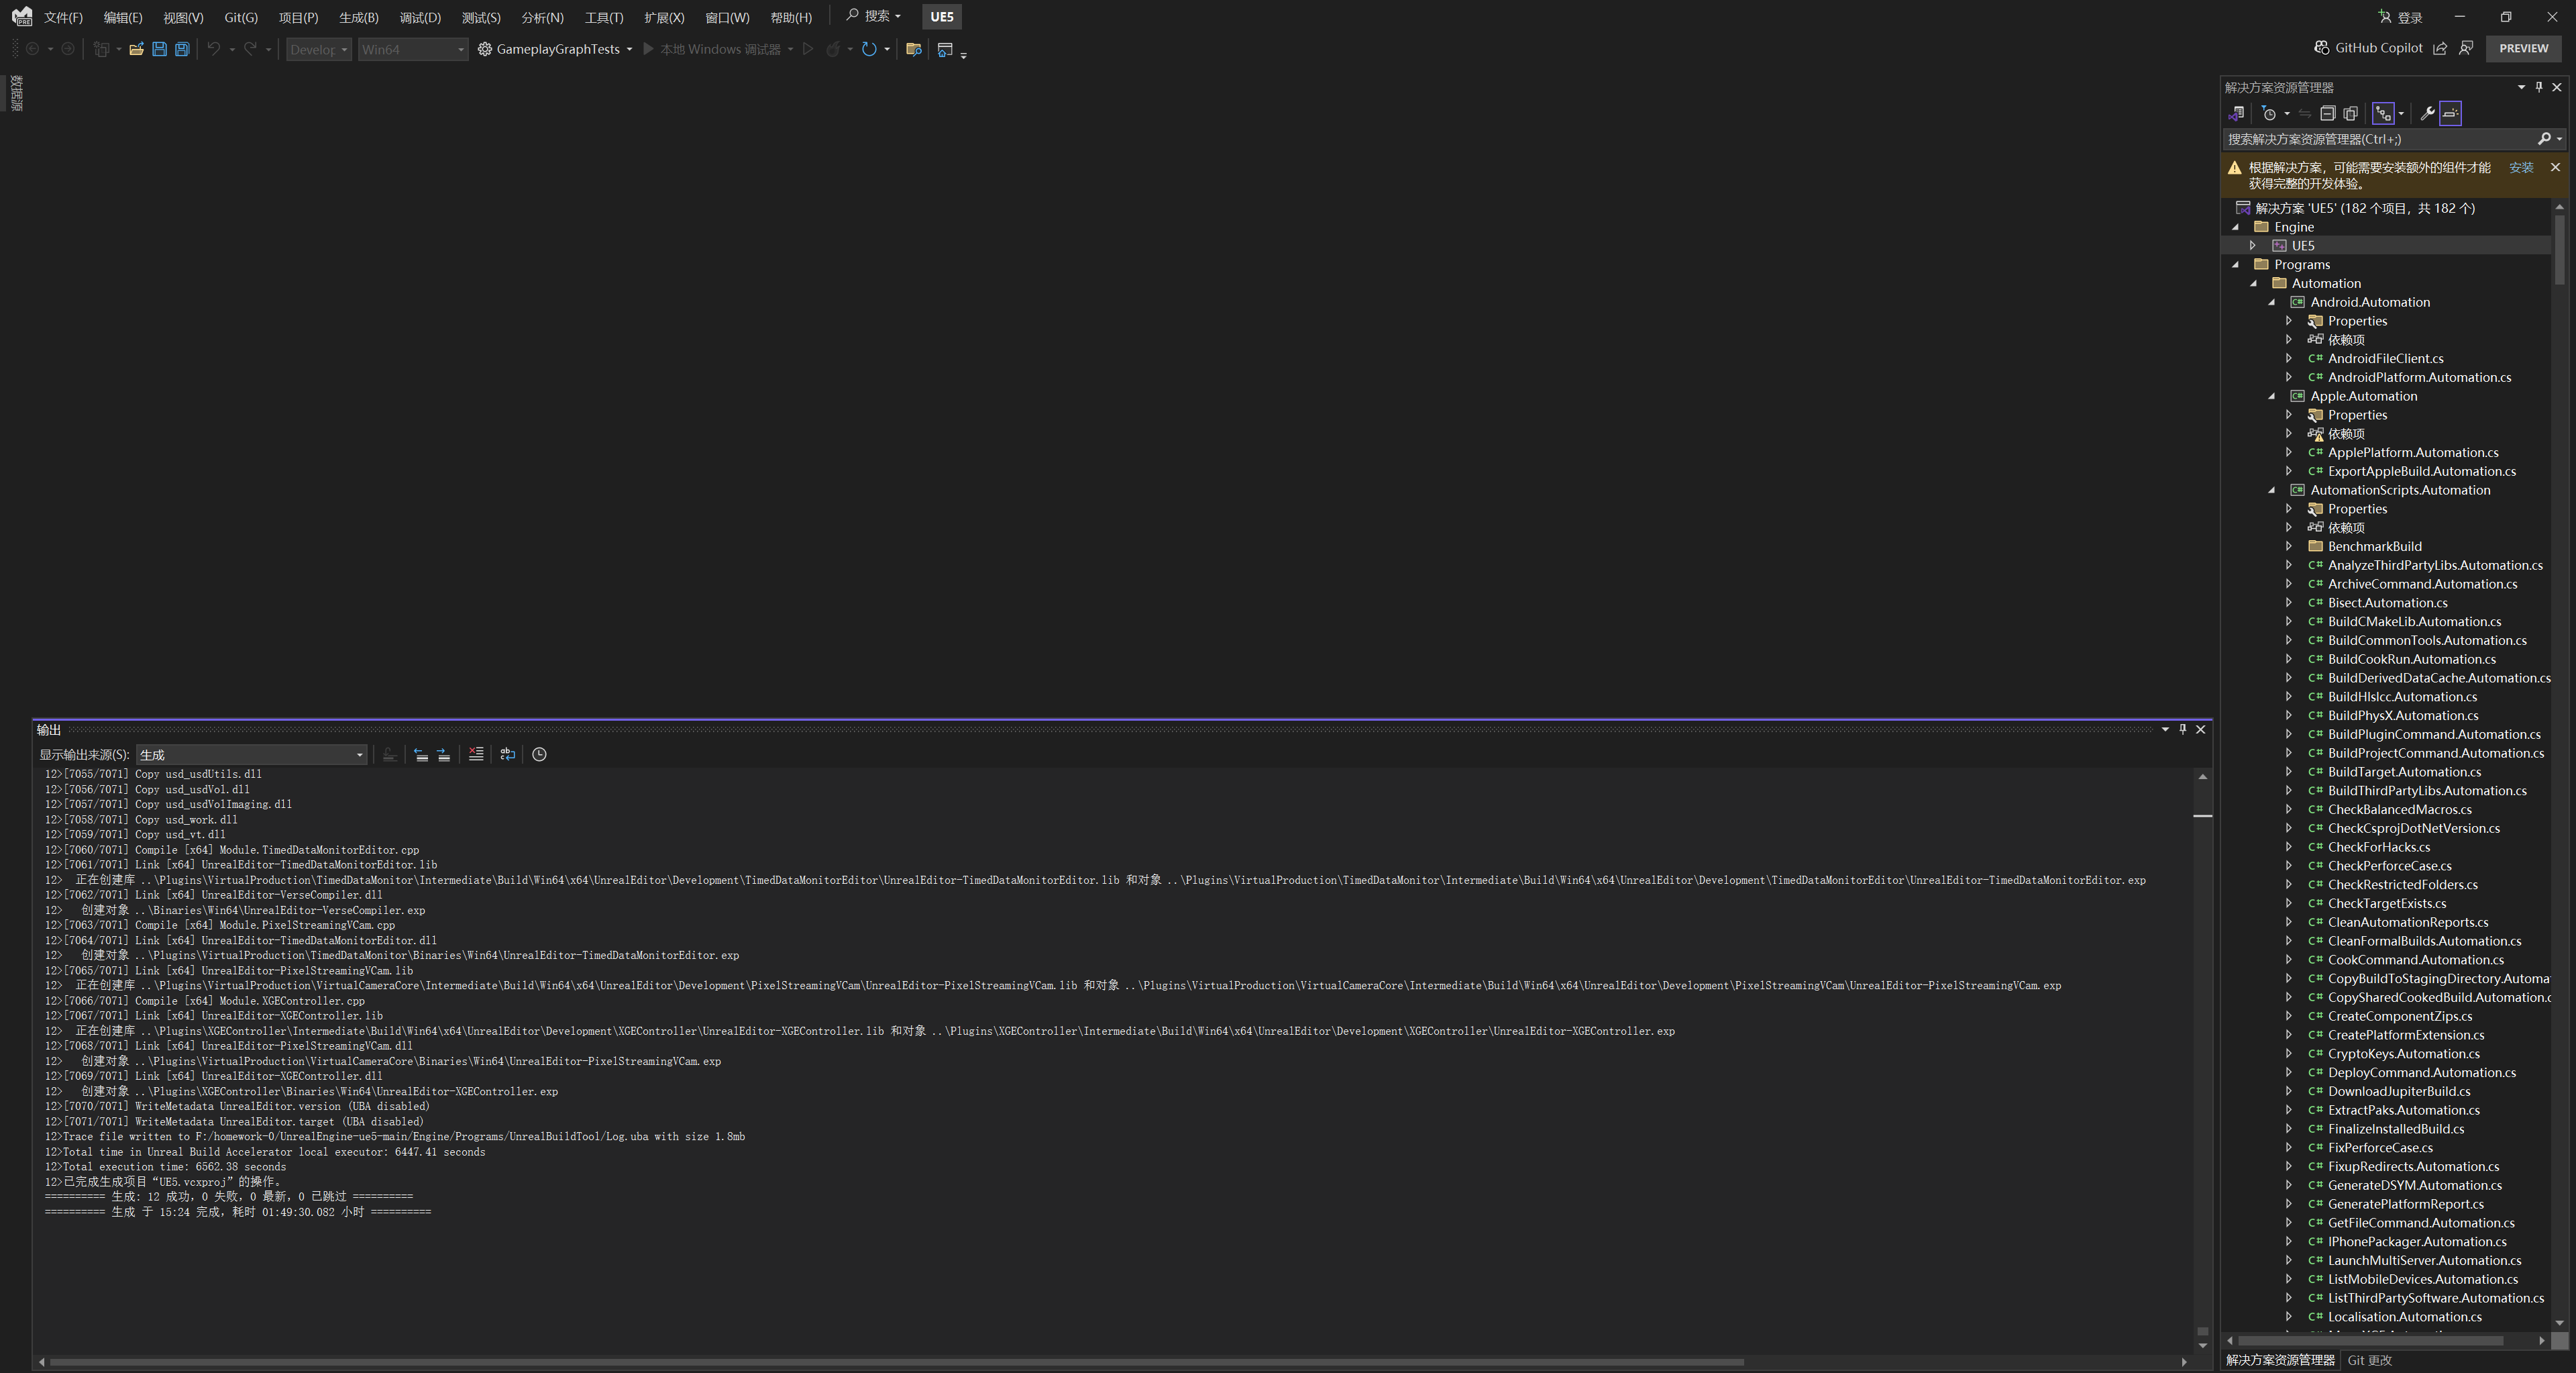 文件(F) 编辑(E) 视图(V) Git(G) 项目(P) 生成(B) 调试(D) 测试(S) 分析(N) 工具(T) 扩展(X) 窗口(W) 帮助(H) 搜索 UE5 登录
Develop Win64 GameplayGraphTests 本地 Windows 调试器 GitHub Copilot PREVIEW
数据源
解决方案资源管理器
搜索解决方案资源管理器(Ctrl+;)
根据解决方案，可能需要安装额外的组件才能 安装
获得完整的开发体验。
解决方案 'UE5' (182 个项目，共 182 个)
Engine
UE5
Programs
Automation
Android.Automation
Properties
依赖项
AndroidFileClient.cs
AndroidPlatform.Automation.cs
Apple.Automation
Properties
依赖项
ApplePlatform.Automation.cs
ExportAppleBuild.Automation.cs
AutomationScripts.Automation
Properties
依赖项
BenchmarkBuild
AnalyzeThirdPartyLibs.Automation.cs
ArchiveCommand.Automation.cs
Bisect.Automation.cs
BuildCMakeLib.Automation.cs
BuildCommonTools.Automation.cs
BuildCookRun.Automation.cs
BuildDerivedDataCache.Automation.cs
BuildHlslcc.Automation.cs
BuildPhysX.Automation.cs
BuildPluginCommand.Automation.cs
BuildProjectCommand.Automation.cs
BuildTarget.Automation.cs
BuildThirdPartyLibs.Automation.cs
CheckBalancedMacros.cs
CheckCsprojDotNetVersion.cs
CheckForHacks.cs
CheckPerforceCase.cs
CheckRestrictedFolders.cs
CheckTargetExists.cs
CleanAutomationReports.cs
CleanFormalBuilds.Automation.cs
CookCommand.Automation.cs
CopyBuildToStagingDirectory.Automa
CopySharedCookedBuild.Automation.c
CreateComponentZips.cs
CreatePlatformExtension.cs
CryptoKeys.Automation.cs
DeployCommand.Automation.cs
DownloadJupiterBuild.cs
ExtractPaks.Automation.cs
FinalizeInstalledBuild.cs
FixPerforceCase.cs
FixupRedirects.Automation.cs
GenerateDSYM.Automation.cs
GeneratePlatformReport.cs
GetFileCommand.Automation.cs
IPhonePackager.Automation.cs
LaunchMultiServer.Automation.cs
ListMobileDevices.Automation.cs
ListThirdPartySoftware.Automation.cs
Localisation.Automation.cs
解决方案资源管理器 Git 更改
输出
显示输出来源(S): 生成
12>[7055/7071] Copy usd_usdUtils.dll
12>[7056/7071] Copy usd_usdVol.dll
12>[7057/7071] Copy usd_usdVolImaging.dll
12>[7058/7071] Copy usd_work.dll
12>[7059/7071] Copy usd_vt.dll
12>[7060/7071] Compile [x64] Module.TimedDataMonitorEditor.cpp
12>[7061/7071] Link [x64] UnrealEditor-TimedDataMonitorEditor.lib
12> 正在创建库 ..\Plugins\VirtualProduction\TimedDataMonitor\Intermediate\Build\Win64\x64\UnrealEditor\Development\TimedDataMonitorEditor\UnrealEditor-TimedDataMonitorEditor.lib 和对象 ..\Plugins\VirtualProduction\TimedDataMonitor\Intermediate\Build\Win64\x64\UnrealEditor\Development\TimedDataMonitorEditor\UnrealEditor-TimedDataMonitorEditor.exp
12>[7062/7071] Link [x64] UnrealEditor-VerseCompiler.dll
12> 创建对象 ..\Binaries\Win64\UnrealEditor-VerseCompiler.exp
12>[7063/7071] Compile [x64] Module.PixelStreamingVCam.cpp
12>[7064/7071] Link [x64] UnrealEditor-TimedDataMonitorEditor.dll
12> 创建对象 ..\Plugins\VirtualProduction\TimedDataMonitor\Binaries\Win64\UnrealEditor-TimedDataMonitorEditor.exp
12>[7065/7071] Link [x64] UnrealEditor-PixelStreamingVCam.lib
12> 正在创建库 ..\Plugins\VirtualProduction\VirtualCameraCore\Intermediate\Build\Win64\x64\UnrealEditor\Development\PixelStreamingVCam\UnrealEditor-PixelStreamingVCam.lib 和对象 ..\Plugins\VirtualProduction\VirtualCameraCore\Intermediate\Build\Win64\x64\UnrealEditor\Development\PixelStreamingVCam\UnrealEditor-PixelStreamingVCam.exp
12>[7066/7071] Compile [x64] Module.XGEController.cpp
12>[7067/7071] Link [x64] UnrealEditor-XGEController.lib
12> 正在创建库 ..\Plugins\XGEController\Intermediate\Build\Win64\x64\UnrealEditor\Development\XGEController\UnrealEditor-XGEController.lib 和对象 ..\Plugins\XGEController\Intermediate\Build\Win64\x64\UnrealEditor\Development\XGEController\UnrealEditor-XGEController.exp
12>[7068/7071] Link [x64] UnrealEditor-PixelStreamingVCam.dll
12> 创建对象 ..\Plugins\VirtualProduction\VirtualCameraCore\Binaries\Win64\UnrealEditor-PixelStreamingVCam.exp
12>[7069/7071] Link [x64] UnrealEditor-XGEController.dll
12> 创建对象 ..\Plugins\XGEController\Binaries\Win64\UnrealEditor-XGEController.exp
12>[7070/7071] WriteMetadata UnrealEditor.version (UBA disabled)
12>[7071/7071] WriteMetadata UnrealEditor.target (UBA disabled)
12>Trace file written to F:/homework-0/UnrealEngine-ue5-main/Engine/Programs/UnrealBuildTool/Log.uba with size 1.8mb
12>Total time in Unreal Build Accelerator local executor: 6447.41 seconds
12>Total execution time: 6562.38 seconds
12>已完成生成项目“UE5.vcxproj”的操作。
========== 生成: 12 成功，0 失败，0 最新，0 已跳过 ==========
========== 生成 于 15:24 完成，耗时 01:49:30.082 小时 ==========